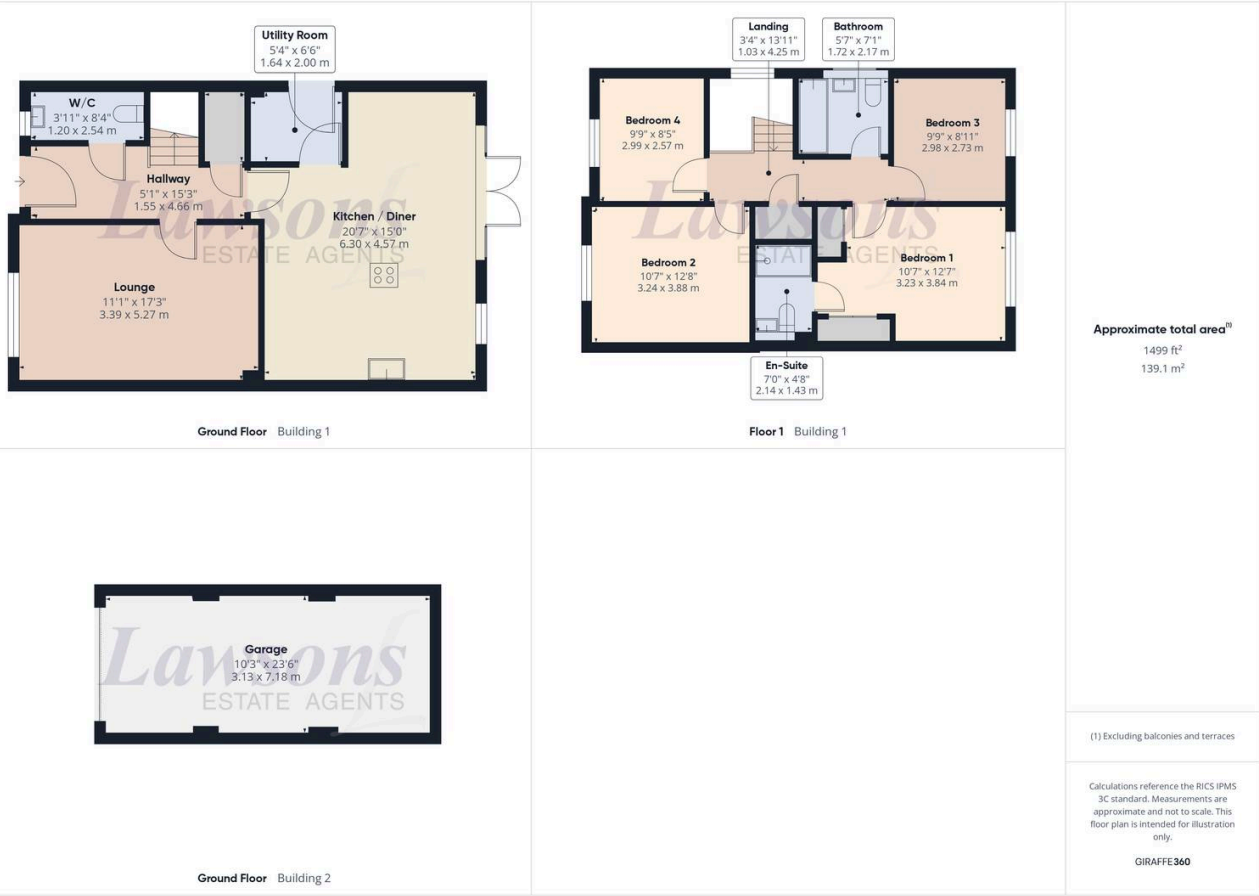 Utility Room
5'4" x 6'6"
1.64 x 2.00 m
W/C
3'11" x 8'4"
1.20 x 2.54 m
Hallway
5'1" x 15'3"
1.55 x 4.66 m
Kitchen / Diner
20'7" x 15'0"
6.30 x 4.57 m
Lounge
11'1" x 17'3"
3.39 x 5.27 m
Lawsons
ESTATE AGENTS
Ground Floor Building 1
Landing
3'4" x 13'11"
1.03 x 4.25 m
Bathroom
5'7" x 7'1"
1.72 x 2.17 m
Bedroom 4
9'9" x 8'5"
2.99 x 2.57 m
Bedroom 3
9'9" x 8'11"
2.98 x 2.73 m
Bedroom 2
10'7" x 12'8"
3.24 x 3.88 m
Bedroom 1
10'7" x 12'7"
3.23 x 3.84 m
En-Suite
7'0" x 4'8"
2.14 x 1.43 m
Lawsons
ESTATE AGENTS
Floor 1 Building 1
Garage
10'3" x 23'6"
3.13 x 7.18 m
Lawsons
ESTATE AGENTS
Ground Floor Building 2
Approximate total area(1)
1499 ft²
139.1 m²
(1) Excluding balconies and terraces
Calculations reference the RICS IPMS
3C standard. Measurements are
approximate and not to scale. This
floor plan is intended for illustration
only.
GIRAFFE360